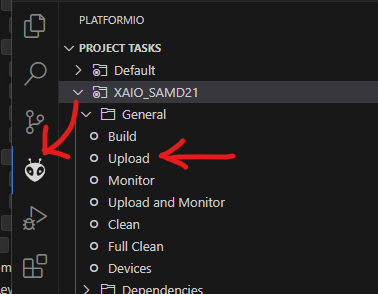 PLATFORMIO
PROJECT TASKS
Default
XAIO_SAMD21
General
Build
Upload
Monitor
Upload and Monitor
Clean
Full Clean
Devices
Dependencies